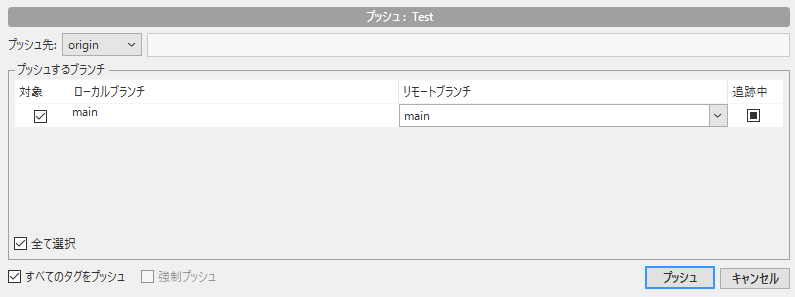 プッシュ: Test
プッシュ先: origin
プッシュするブランチ
対象 ローカルブランチ リモートブランチ 追跡中
main main
全て選択
すべてのタグをプッシュ 強制プッシュ プッシュ キャンセル